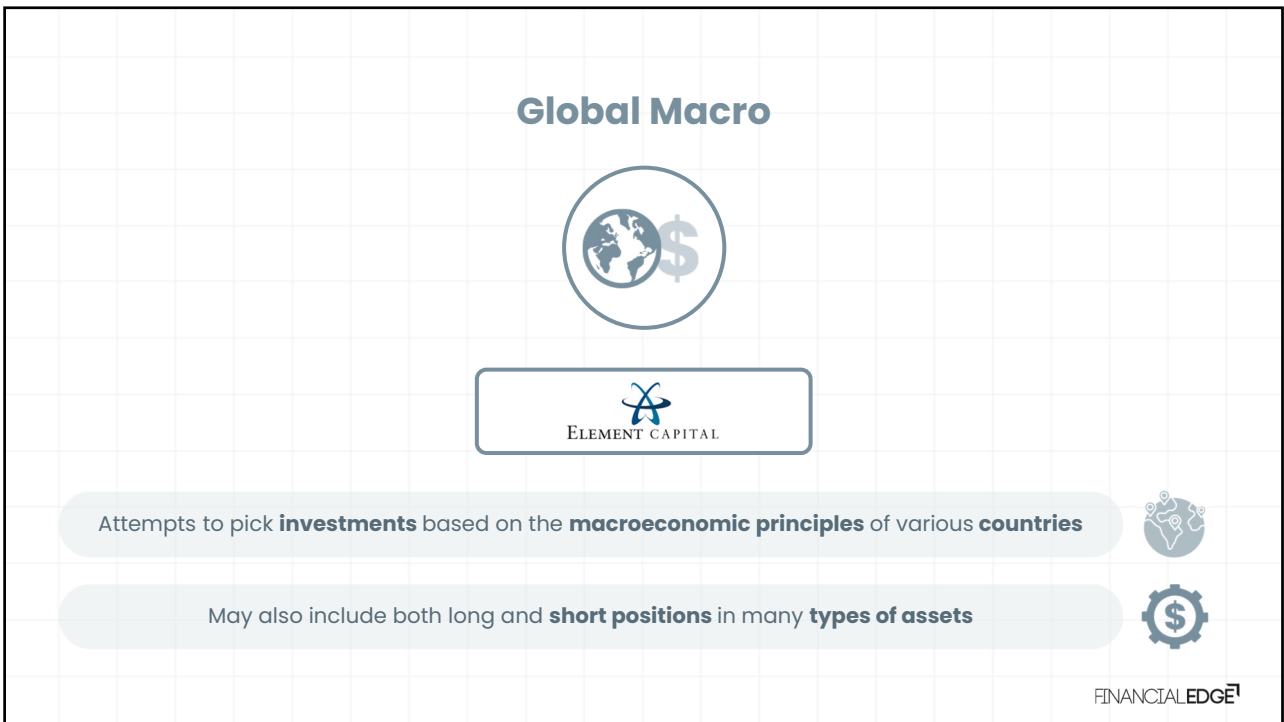 Global Macro
$
ELEMENT CAPITAL
Attempts to pick investments based on the macroeconomic principles of various countries
May also include both long and short positions in many types of assets
$
FINANCIALEDGE